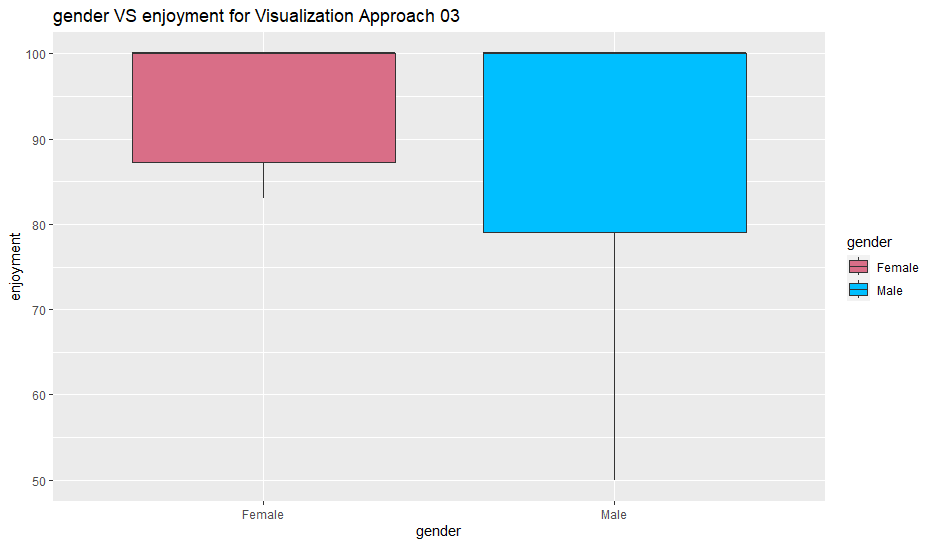 gender VS enjoyment for Visualization Approach 03
100
90
80
70
60
50
enjoyment
Female
Male
gender
gender
Female
Male